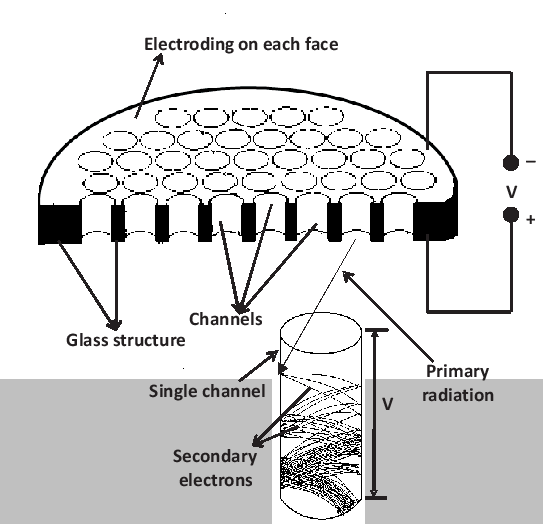 Electroding on each face
−
V
+
Channels
Glass structure
Single channel
Primary
radiation
V
Secondary
electrons